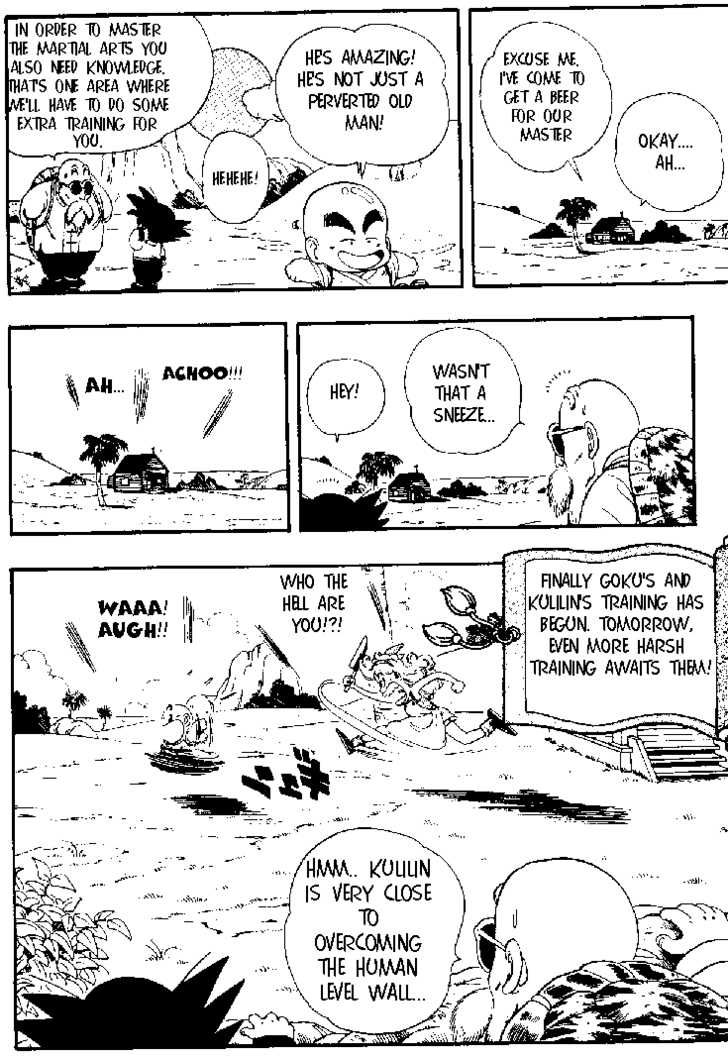 IN ORDER TO MASTER
THE MARTIAL ARTS YOU
ALSO NEED KNOWLEDGE.
THAT'S ONE AREA WHERE
WE'LL HAVE TO DO SOME
EXTRA TRAINING FOR
YOU.
HEHEHE!
HE'S AMAZING!
HE'S NOT JUST A
PERVERTED OLD
MAN!
EXCUSE ME.
I'VE COME TO
GET A BEER
FOR OUR
MASTER
OKAY....
AH...
AH...
ACHOO!!!
HEY!
WASN'T
THAT A
SNEEZE...
WAAA!
AUGH!!
WHO THE
HELL ARE
YOU!?!
FINALLY GOKU'S AND
KULILIN'S TRAINING HAS
BEGUN. TOMORROW,
EVEN MORE HARSH
TRAINING AWAITS THEM!
HMM.. KULILIN
IS VERY CLOSE
TO
OVERCOMING
THE HUMAN
LEVEL WALL...